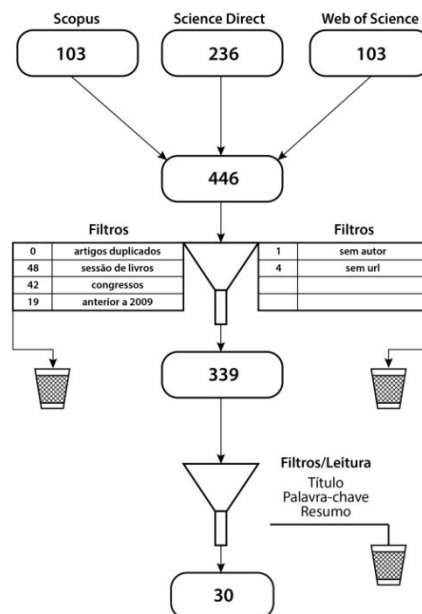 Scopus
Science Direct
Web of Science
103
236
103
446
Filtros
Filtros
0 artigos duplicados
48 sessão de livros
42 congressos
19 anterior a 2009
1 sem autor
4 sem url
339
Filtros/Leitura
Título
Palavra-chave
Resumo
30